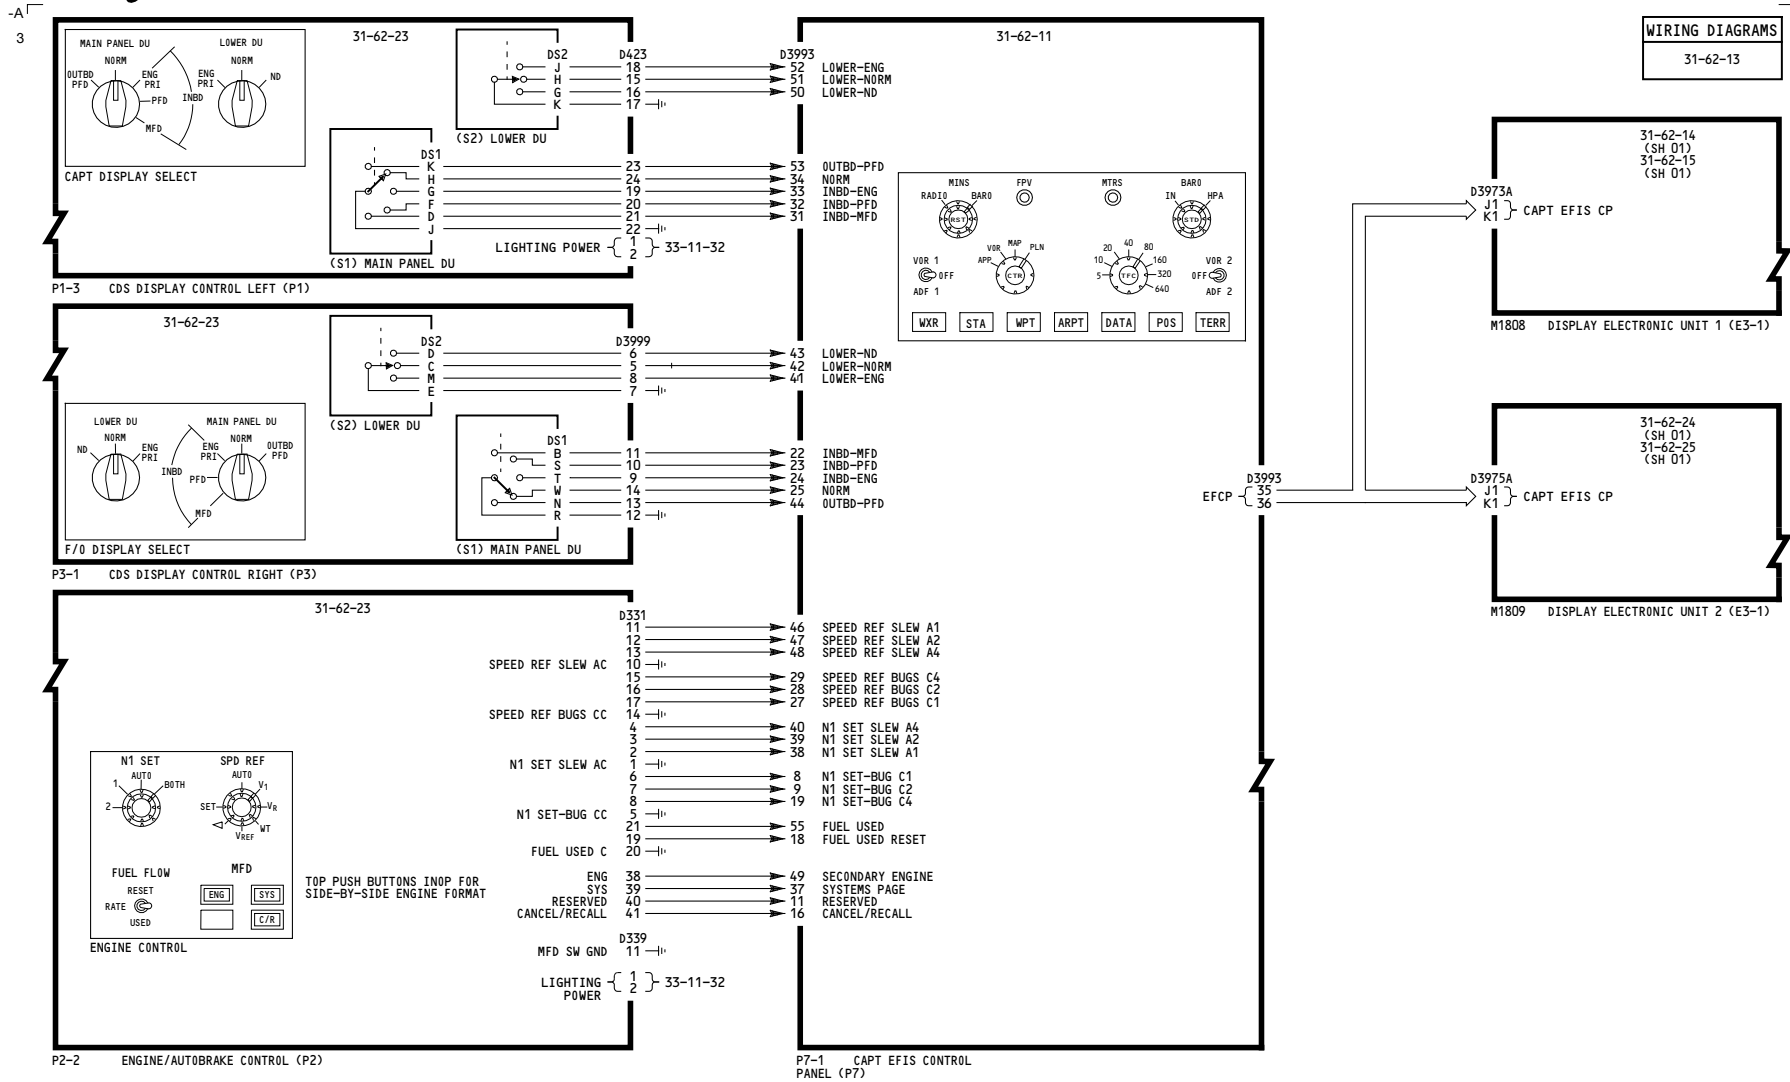 -A
3
WIRING DIAGRAMS
31-62-13
31-62-23
MAIN PANEL DU
LOWER DU
NORM
OUTBD
PFD
ENG
PRI
PFD
MFD
INBD
ENG
PRI
NORM
ND
CAPT DISPLAY SELECT
DS2
J
H
G
K
(S2) LOWER DU
D423
18
15
16
17
DS1
K
H
G
F
D
J
(S1) MAIN PANEL DU
23
24
19
20
21
22
LIGHTING POWER { 1 2 } 33-11-32
P1-3 CDS DISPLAY CONTROL LEFT (P1)
31-62-23
DS2
D
C
M
E
(S2) LOWER DU
D3999
6
5
8
7
LOWER DU
MAIN PANEL DU
ND
NORM
ENG
PRI
INBD
ENG
PRI
NORM
OUTBD
PFD
PFD
MFD
F/O DISPLAY SELECT
DS1
B
S
T
W
N
R
(S1) MAIN PANEL DU
11
10
9
14
13
12
P3-1 CDS DISPLAY CONTROL RIGHT (P3)
31-62-23
D331
11
12
13
SPEED REF SLEW AC 10
15
16
17
SPEED REF BUGS CC 14
4
3
2
N1 SET SLEW AC 1
6
7
8
N1 SET-BUG CC 5
21
19
FUEL USED C 20
ENG 38
SYS 39
RESERVED 40
CANCEL/RECALL 41
D339
MFD SW GND 11
LIGHTING
POWER { 1 2 } 33-11-32
N1 SET
AUTO
1
BOTH
2
SPD REF
AUTO
V1
SET
VR
WT
VREF
FUEL FLOW
RESET
RATE
USED
MFD
ENG
SYS
C/R
ENGINE CONTROL
TOP PUSH BUTTONS INOP FOR
SIDE-BY-SIDE ENGINE FORMAT
P2-2 ENGINE/AUTOBRAKE CONTROL (P2)
31-62-11
D3993
52 LOWER-ENG
51 LOWER-NORM
50 LOWER-ND
53 OUTBD-PFD
34 NORM
33 INBD-ENG
32 INBD-PFD
31 INBD-MFD
43 LOWER-ND
42 LOWER-NORM
41 LOWER-ENG
22 INBD-MFD
23 INBD-PFD
24 INBD-ENG
25 NORM
44 OUTBD-PFD
46 SPEED REF SLEW A1
47 SPEED REF SLEW A2
48 SPEED REF SLEW A4
29 SPEED REF BUGS C4
28 SPEED REF BUGS C2
27 SPEED REF BUGS C1
40 N1 SET SLEW A4
39 N1 SET SLEW A2
38 N1 SET SLEW A1
8 N1 SET-BUG C1
9 N1 SET-BUG C2
19 N1 SET-BUG C4
55 FUEL USED
18 FUEL USED RESET
49 SECONDARY ENGINE
37 SYSTEMS PAGE
11 RESERVED
16 CANCEL/RECALL
MINS
RADIO
BARO
RST
FPV
MTRS
BARO
IN
HPA
STD
VOR 1
OFF
ADF 1
APP
VOR
MAP
PLN
CTR
5
10
20
40
80
160
320
640
TFC
VOR 2
OFF
ADF 2
WXR
STA
WPT
ARPT
DATA
POS
TERR
D3993
EFCP { 35
36
P7-1 CAPT EFIS CONTROL
PANEL (P7)
31-62-14
(SH 01)
31-62-15
(SH 01)
D3973A
J1
K1 } CAPT EFIS CP
M1808 DISPLAY ELECTRONIC UNIT 1 (E3-1)
31-62-24
(SH 01)
31-62-25
(SH 01)
D3975A
J1
K1 } CAPT EFIS CP
M1809 DISPLAY ELECTRONIC UNIT 2 (E3-1)